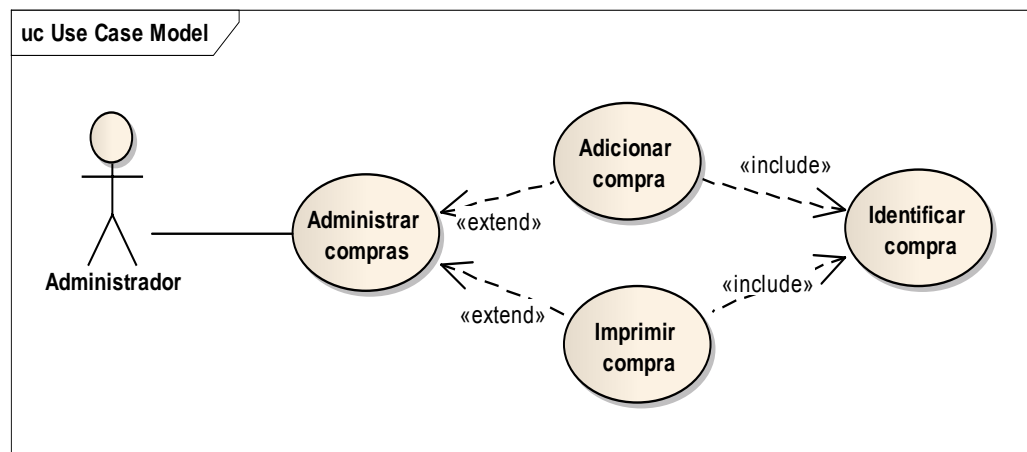 uc Use Case Model
Administrador
Administrar
compras
«extend»
«extend»
Adicionar
compra
Imprimir
compra
«include»
«include»
Identificar
compra